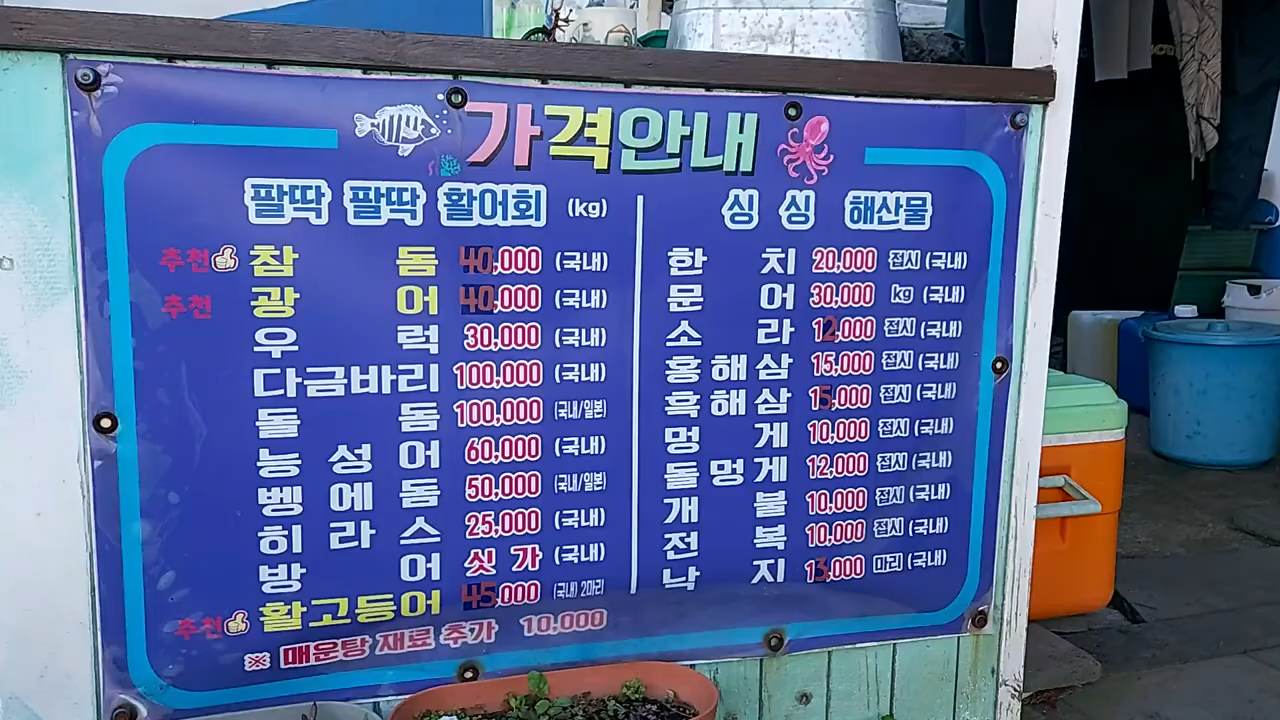 가격안내
팔딱 팔딱 활어회 (kg)
추천 참 돔 40,000 (국내)
추천 광 어 40,000 (국내)
우 럭 30,000 (국내)
다금바리 100,000 (국내)
돌 돔 100,000 (국내/일본)
능 성 어 60,000 (국내)
벵 에 돔 50,000 (국내/일본)
히 라 스 25,000 (국내)
방 어 싯 가 (국내)
추천 활고등어 45,000 (국내) 2마리
※ 매운탕 재료 추가 10,000
싱 싱 해산물
한 치 20,000 접시 (국내)
문 어 30,000 kg (국내)
소 라 12,000 접시 (국내)
홍 해 삼 15,000 접시 (국내)
흑 해 삼 15,000 접시 (국내)
멍 게 10,000 접시 (국내)
돌 멍 게 12,000 접시 (국내)
개 불 10,000 접시 (국내)
전 복 10,000 접시 (국내)
낙 지 13,000 마리 (국내)